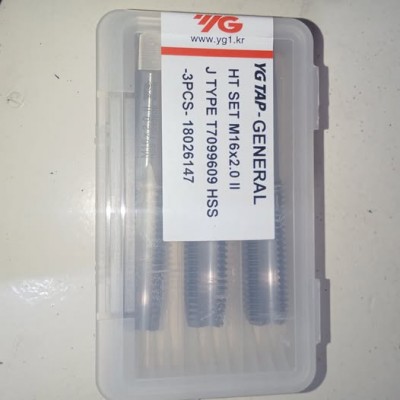 YG
www.yg1.kr
YG TAP - GENERAL
HT SET M16x2.0 II
J TYPE T7099609 HSS
-3PCS- 18026147